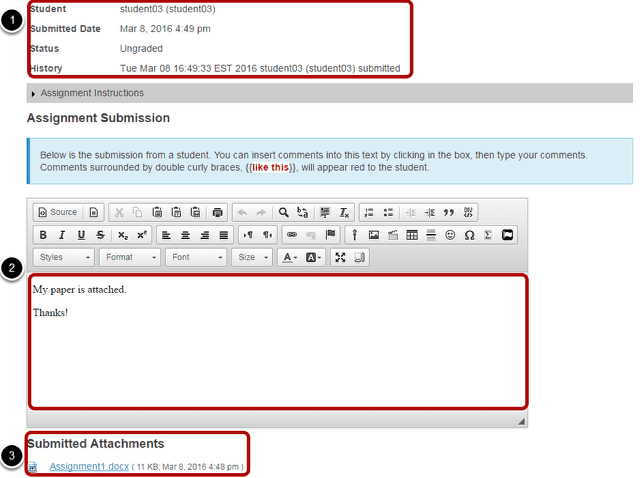 1
Student student03 (student03)
Submitted Date Mar 8, 2016 4:49 pm
Status Ungraded
History Tue Mar 08 16:49:33 EST 2016 student03 (student03) submitted
Assignment Instructions
Assignment Submission
Below is the submission from a student. You can insert comments into this text by clicking in the box, then type your comments.
Comments surrounded by double curly braces, {{like this}}, will appear red to the student.
Source
B I U S x₂ x²
Styles Format Font Size A A
2
My paper is attached.
Thanks!
Submitted Attachments
3
Assignment1.docx ( 11 KB; Mar 8, 2016 4:48 pm )